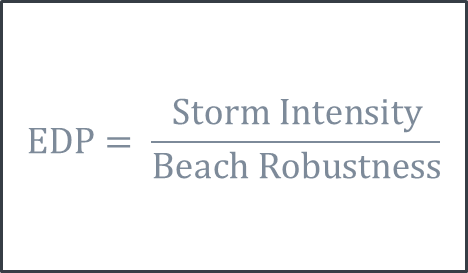 EDP = Storm Intensity
Beach Robustness